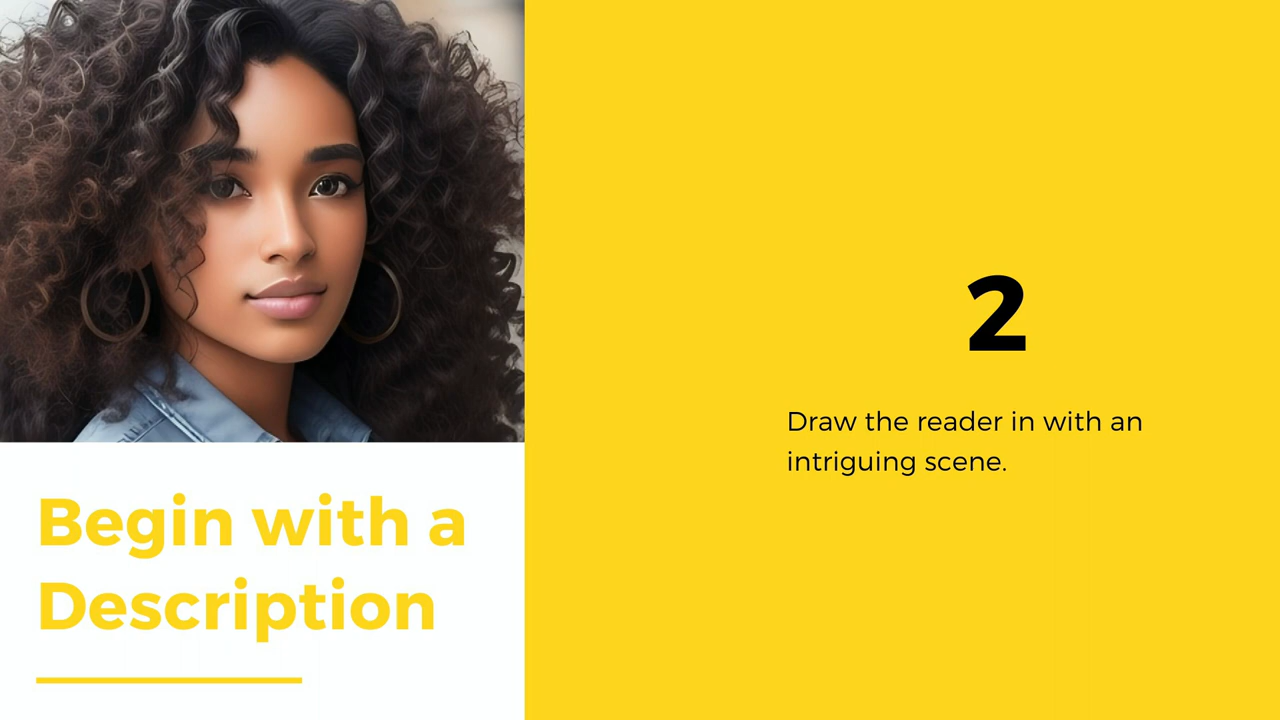 Begin with a
Description
2
Draw the reader in with an
intriguing scene.